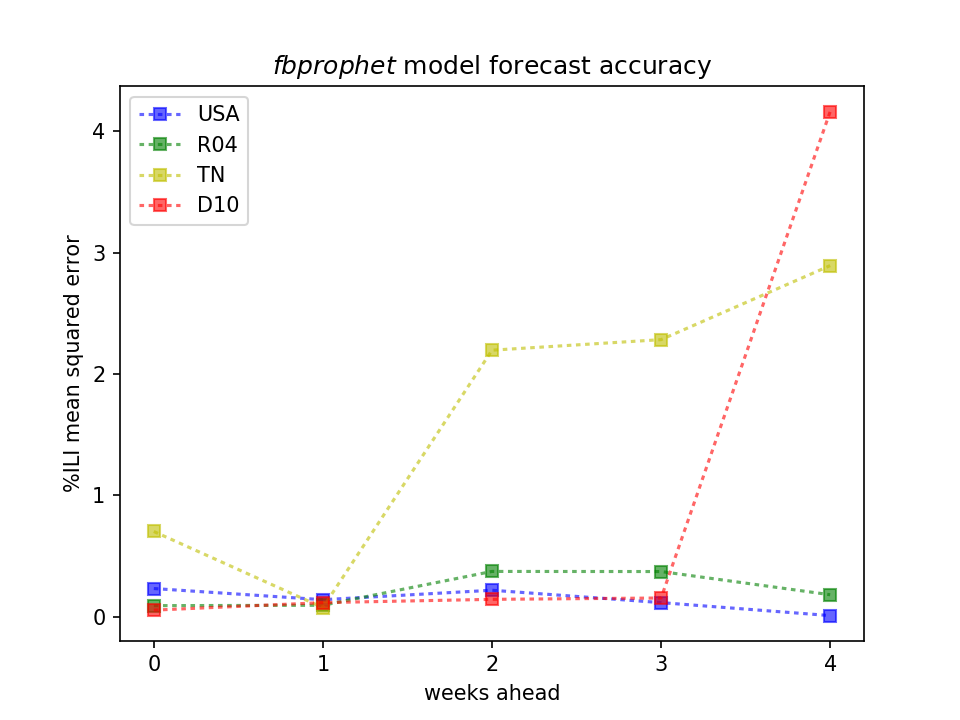 fbprophet model forecast accuracy
USA
R04
TN
D10
%ILI mean squared error
4
3
2
1
0
0 1 2 3 4
weeks ahead